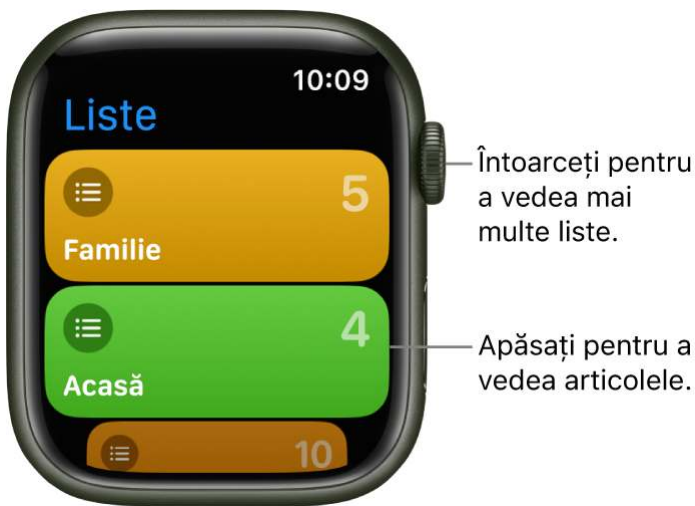 10:09
Liste
5
Familie
4
Acasă
10
Întoarceți pentru
a vedea mai
multe liste.
Apăsați pentru a
vedea articolele.